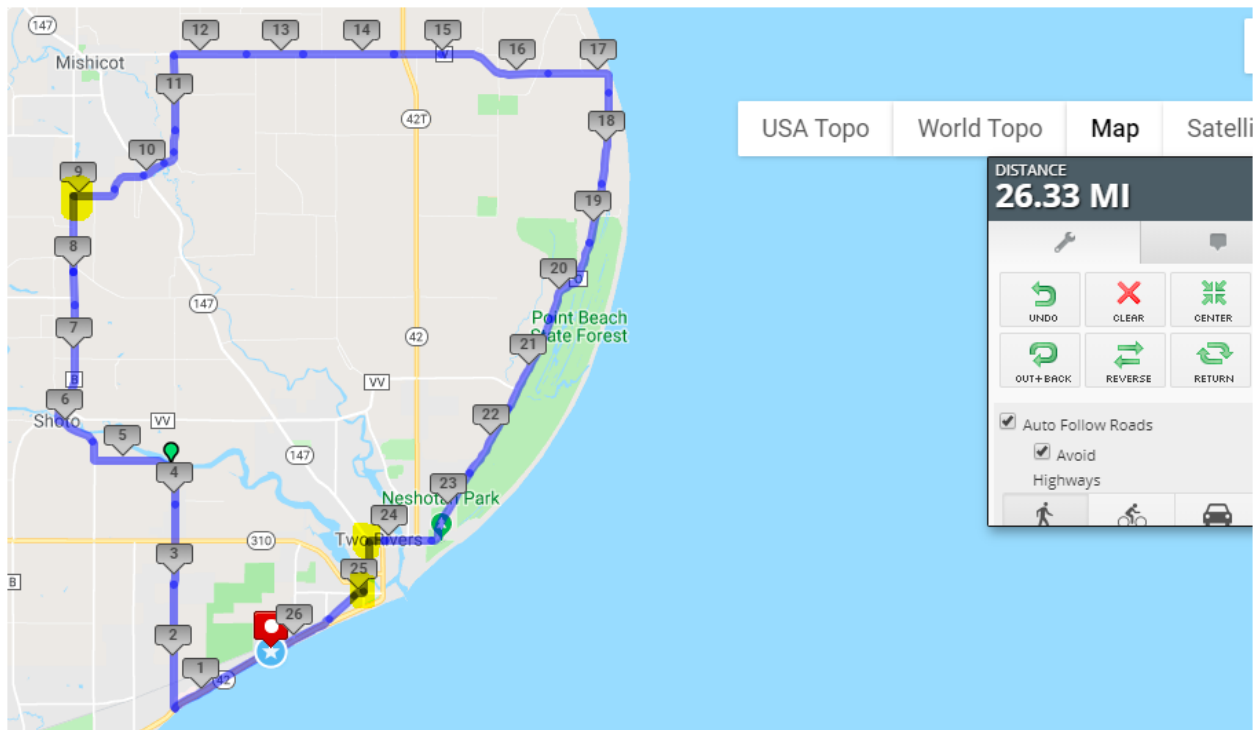 147
Mishicot
12
13
14
15
V
16
17
11
42T
18
10
9
19
8
20
O
147
7
42
Point Beach
State Forest
21
B
VV
6
Shoto
VV
5
22
147
4
23
Neshotah Park
24
Two Rivers
310
3
25
B
26
2
1
42
USA Topo
World Topo
Map
Satelli
DISTANCE
26.33 MI
UNDO
CLEAR
CENTER
OUT+BACK
REVERSE
RETURN
Auto Follow Roads
Avoid
Highways